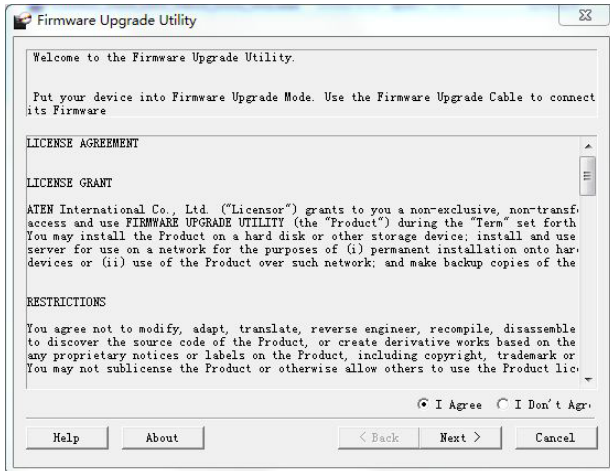 Firmware Upgrade Utility
Welcome to the Firmware Upgrade Utility.
Put your device into Firmware Upgrade Mode. Use the Firmware Upgrade Cable to connect
its Firmware
LICENSE AGREEMENT
LICENSE GRANT
ATEN International Co., Ltd. ("Licensor") grants to you a non-exclusive, non-transf
access and use FIRMWARE UPGRADE UTILITY (the "Product") during the "Term" set forth
You may install the Product on a hard disk or other storage device; install and use
server for use on a network for the purposes of (i) permanent installation onto har
devices or (ii) use of the Product over such network; and make backup copies of the
RESTRICTIONS
You agree not to modify, adapt, translate, reverse engineer, recompile, disassemble
to discover the source code of the Product, or create derivative works based on the
any proprietary notices or labels on the Product, including copyright, trademark or
You may not sublicense the Product or otherwise allow others to use the Product lic
I Agree I Don't Agr
Help About < Back Next > Cancel